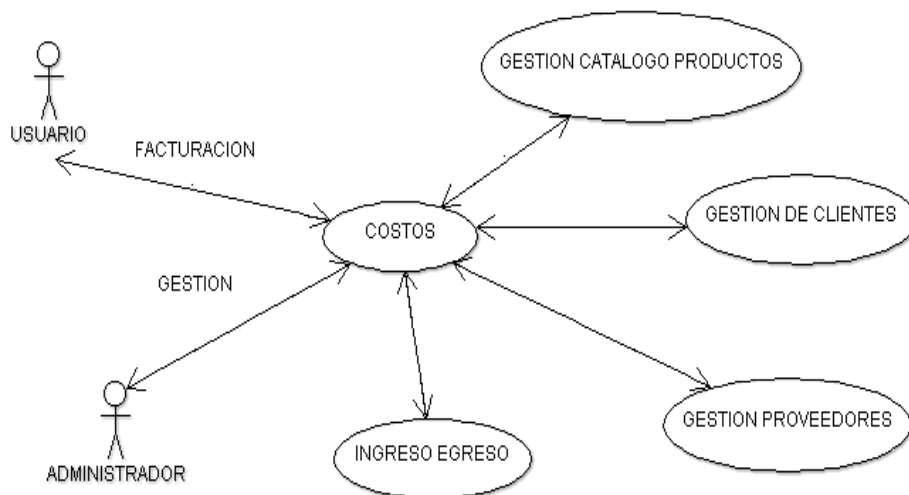 GESTION CATALOGO PRODUCTOS
USUARIO
FACTURACION
GESTION DE CLIENTES
COSTOS
GESTION
GESTION PROVEEDORES
INGRESO EGRESO
ADMINISTRADOR